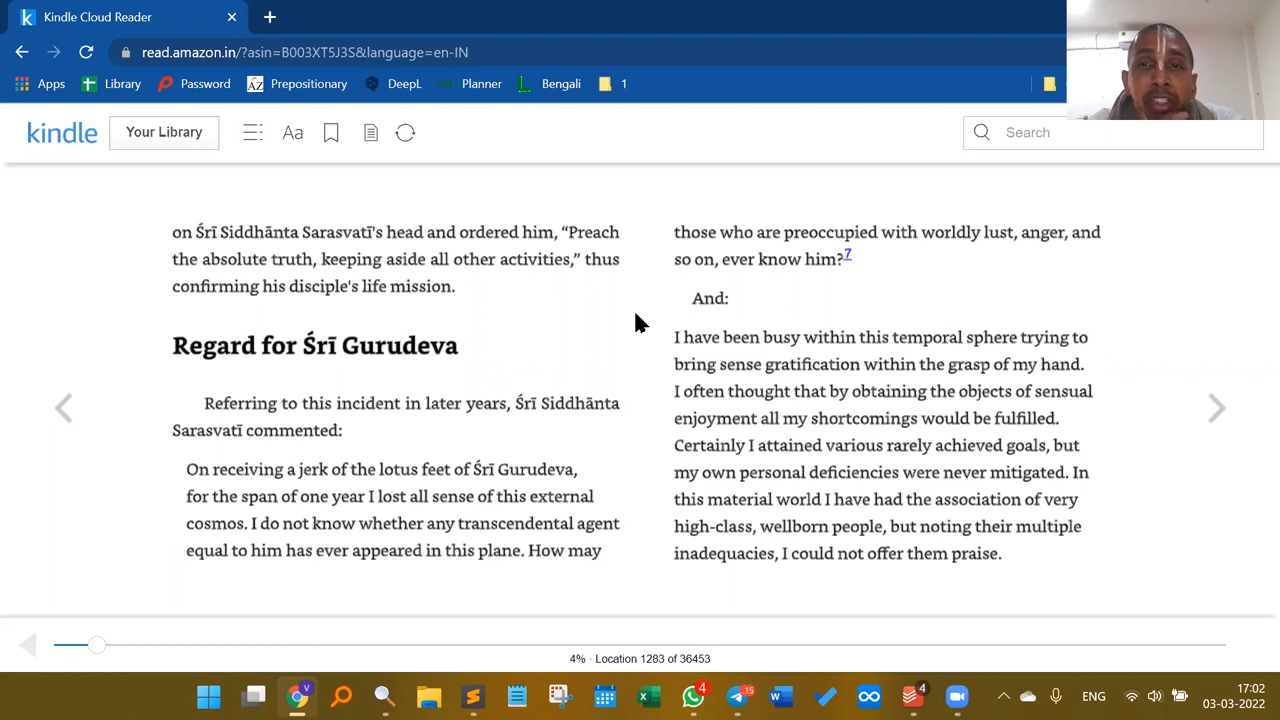 Kindle Cloud Reader
read.amazon.in/?asin=B003XT5J3S&language=en-IN
Apps Library Password Prepositionary DeepL Planner Bengali 1
kindle Your Library Aa Search
on Śrī Siddhānta Sarasvatī's head and ordered him, “Preach
the absolute truth, keeping aside all other activities,” thus
confirming his disciple's life mission.
Regard for Śrī Gurudeva
Referring to this incident in later years, Śrī Siddhānta
Sarasvatī commented:
On receiving a jerk of the lotus feet of Śrī Gurudeva,
for the span of one year I lost all sense of this external
cosmos. I do not know whether any transcendental agent
equal to him has ever appeared in this plane. How may
those who are preoccupied with worldly lust, anger, and
so on, ever know him?7
And:
I have been busy within this temporal sphere trying to
bring sense gratification within the grasp of my hand.
I often thought that by obtaining the objects of sensual
enjoyment all my shortcomings would be fulfilled.
Certainly I attained various rarely achieved goals, but
my own personal deficiencies were never mitigated. In
this material world I have had the association of very
high-class, wellborn people, but noting their multiple
inadequacies, I could not offer them praise.
4% · Location 1283 of 36453
4 15 4 ENG 17:02
03-03-2022